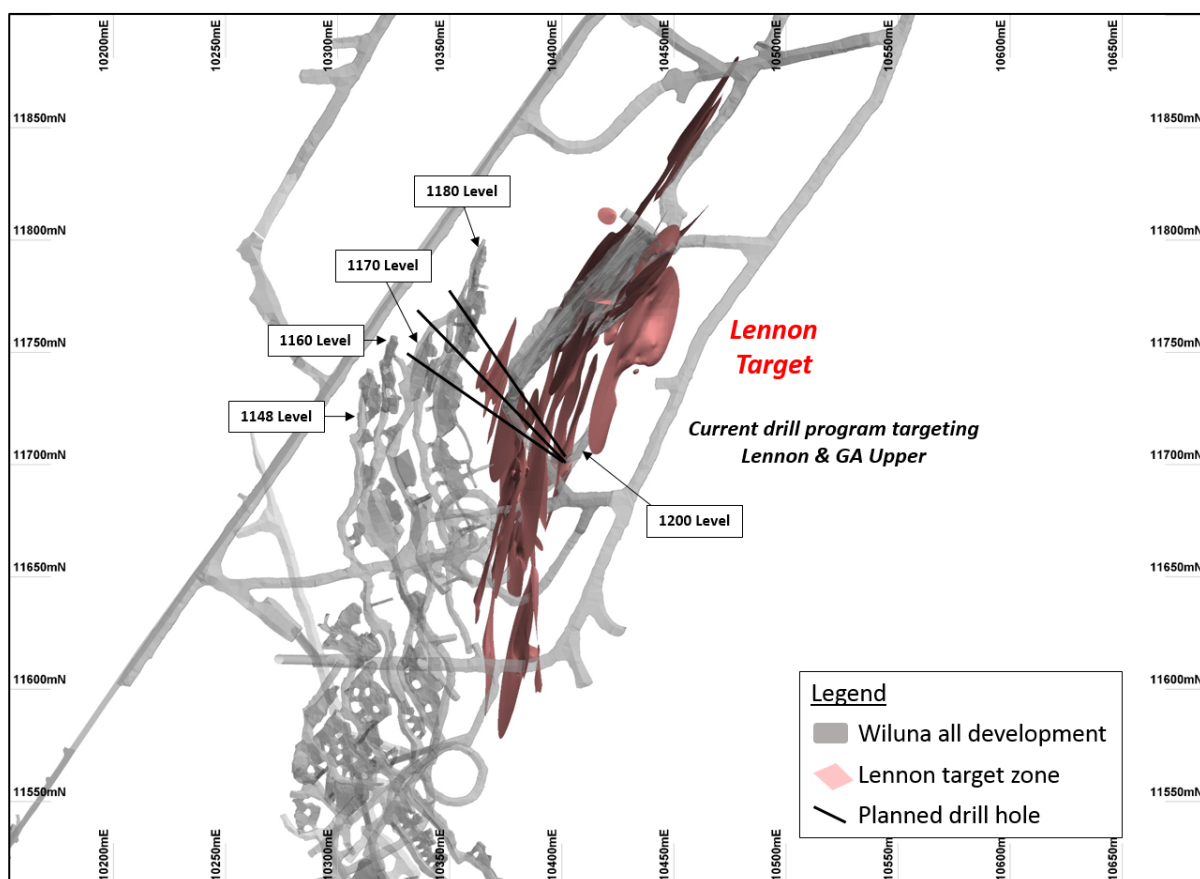 10200mE
10250mE
10300mE
10350mE
10400mE
10450mE
10500mE
10550mE
10600mE
10650mE
11850mN
11850mN
1180 Level
11800mN
11800mN
1170 Level
1160 Level
Lennon
Target
11750mN
11750mN
1148 Level
Current drill program targeting
Lennon & GA Upper
11700mN
11700mN
1200 Level
11650mN
11650mN
11600mN
11600mN
Legend
Wiluna all development
Lennon target zone
Planned drill hole
11550mN
11550mN
10200mE
10250mE
10300mE
10350mE
10400mE
10450mE
10500mE
10550mE
10600mE
10650mE